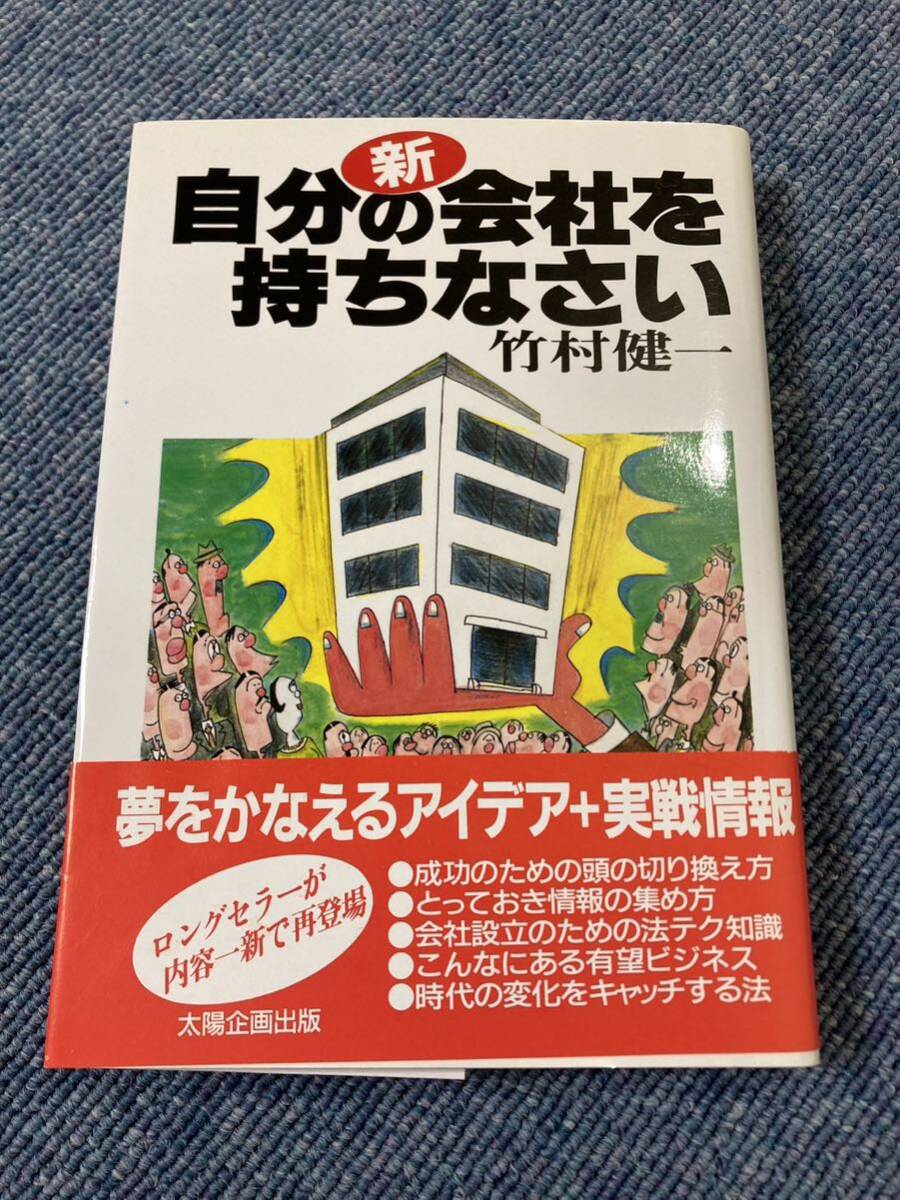 新
自分の会社を
持ちなさい
竹村健一
夢をかなえるアイデア+実戦情報
ロングセラーが
内容一新で再登場
●成功のための頭の切り換え方
●とっておき情報の集め方
●会社設立のための法テク知識
●こんなにある有望ビジネス
●時代の変化をキャッチする法
太陽企画出版